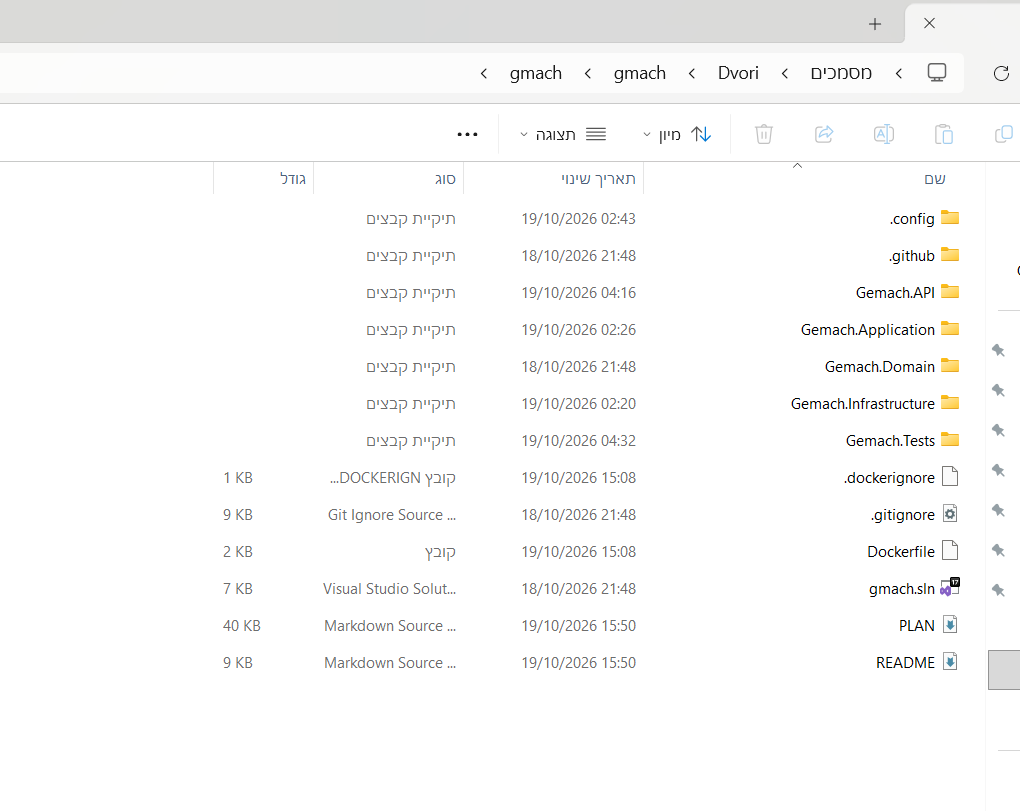 מסמכים > Dvori > gmach > gmach
מיון תצוגה
שם תאריך שינוי סוג גודל
.config 19/10/2026 02:43 תיקיית קבצים
.github 18/10/2026 21:48 תיקיית קבצים
Gemach.API 19/10/2026 04:16 תיקיית קבצים
Gemach.Application 19/10/2026 02:26 תיקיית קבצים
Gemach.Domain 18/10/2026 21:48 תיקיית קבצים
Gemach.Infrastructure 19/10/2026 02:20 תיקיית קבצים
Gemach.Tests 19/10/2026 04:32 תיקיית קבצים
.dockerignore 19/10/2026 15:08 קובץ DOCKERIGN... 1 KB
.gitignore 18/10/2026 21:48 Git Ignore Source ... 9 KB
Dockerfile 19/10/2026 15:08 קובץ 2 KB
gmach.sln 18/10/2026 21:48 Visual Studio Solut... 7 KB
PLAN 19/10/2026 15:50 Markdown Source ... 40 KB
README 19/10/2026 15:50 Markdown Source ... 9 KB